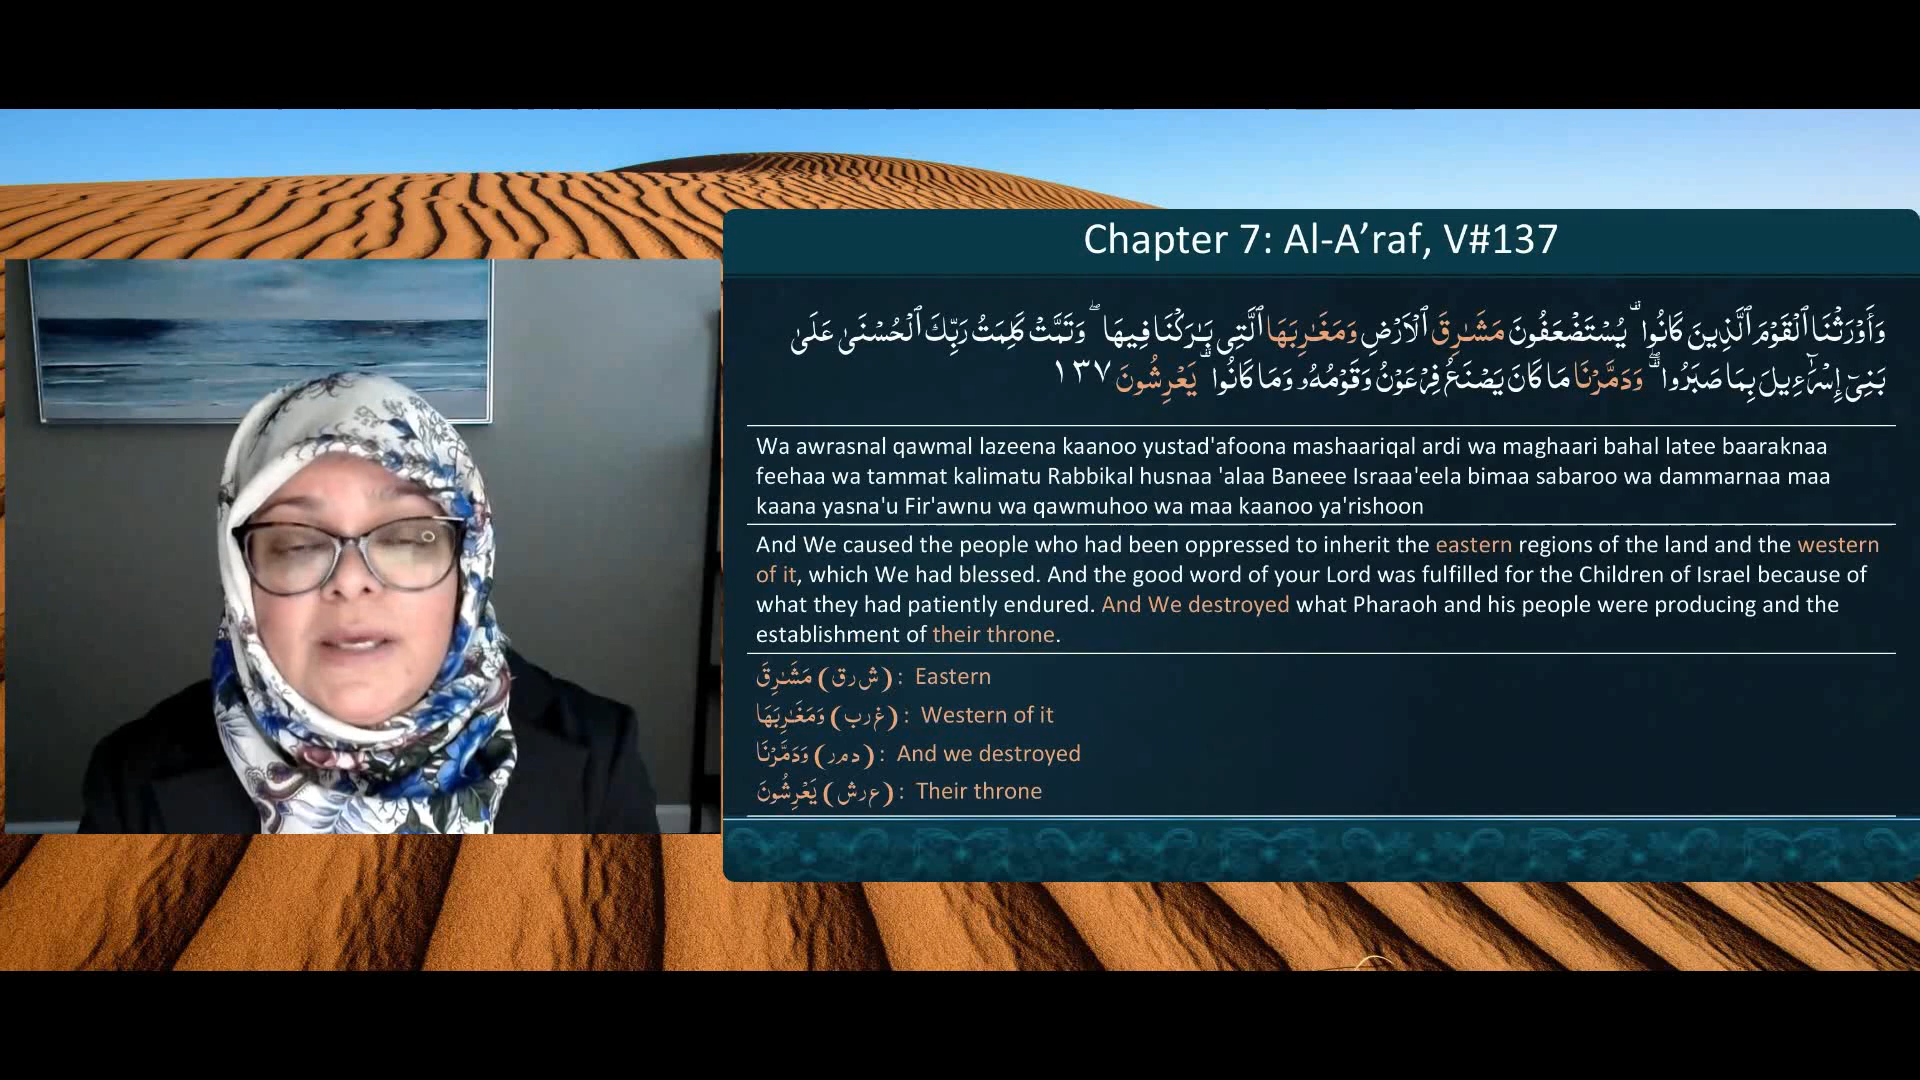 Chapter 7: Al-A’raf, V#137
وَأَوْرَثْنَا ٱلْقَوْمَ ٱلَّذِينَ كَانُوا۟ يُسْتَضْعَفُونَ مَشَـٰرِقَ ٱلْأَرْضِ وَمَغَـٰرِبَهَا ٱلَّتِى بَـٰرَكْنَا فِيهَا ۖ وَتَمَّتْ كَلِمَتُ رَبِّكَ ٱلْحُسْنَىٰ عَلَىٰ
بَنِىٓ إِسْرَٰٓءِيلَ بِمَا صَبَرُوا۟ ۖ وَدَمَّرْنَا مَا كَانَ يَصْنَعُ فِرْعَوْنُ وَقَوْمُهُۥ وَمَا كَانُوا۟ يَعْرِشُونَ ١٣٧
Wa awrasnal qawmal lazeena kaanoo yustad'afoona mashaariqal ardi wa maghaari bahal latee baaraknaa
feehaa wa tammat kalimatu Rabbikal husnaa 'alaa Baneee Israaa'eela bimaa sabaroo wa dammarnaa maa
kaana yasna'u Fir'awnu wa qawmuhoo wa maa kaanoo ya'rishoon
And We caused the people who had been oppressed to inherit the eastern regions of the land and the western
of it, which We had blessed. And the good word of your Lord was fulfilled for the Children of Israel because of
what they had patiently endured. And We destroyed what Pharaoh and his people were producing and the
establishment of their throne.
مَشَـٰرِقَ (ش ر ق) : Eastern
وَمَغَـٰرِبَهَا (غ ر ب) : Western of it
وَدَمَّرْنَا (د م ر) : And we destroyed
يَعْرِشُونَ (ع ر ش) : Their throne